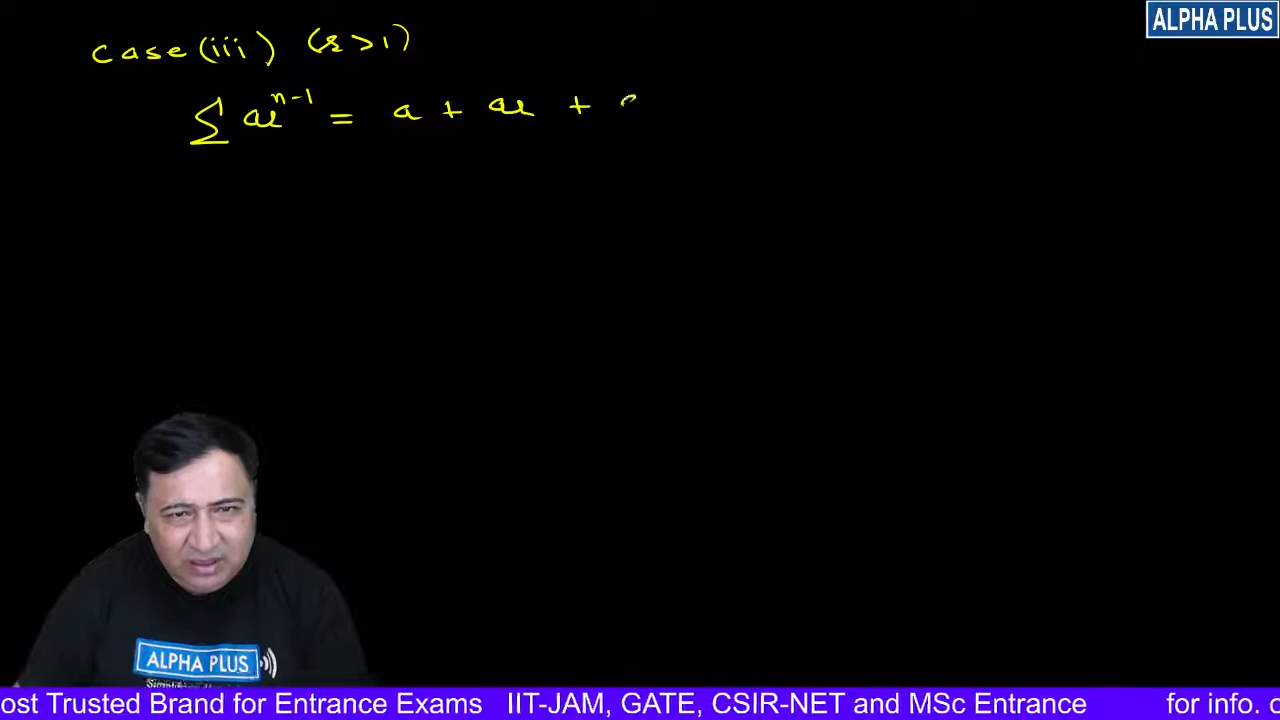 ALPHA PLUS
case (iii) (r>1)
∑ ar^{n-1} = a + ar +
ALPHA PLUS
ost Trusted Brand for Entrance Exams IIT-JAM, GATE, CSIR-NET and MSc Entrance for info.